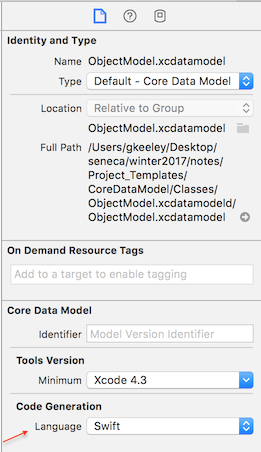 Identity and Type
Name ObjectModel.xcdatamodel
Type Default - Core Data Model
Location Relative to Group
ObjectModel.xcdatamodel
Full Path /Users/gkeeley/Desktop/
seneca/winter2017/notes/
Project_Templates/
CoreDataModel/Classes/
ObjectModel.xcdatamodeld/
ObjectModel.xcdatamodel
On Demand Resource Tags
Add to a target to enable tagging
Core Data Model
Identifier Model Version Identifier
Tools Version
Minimum Xcode 4.3
Code Generation
Language Swift